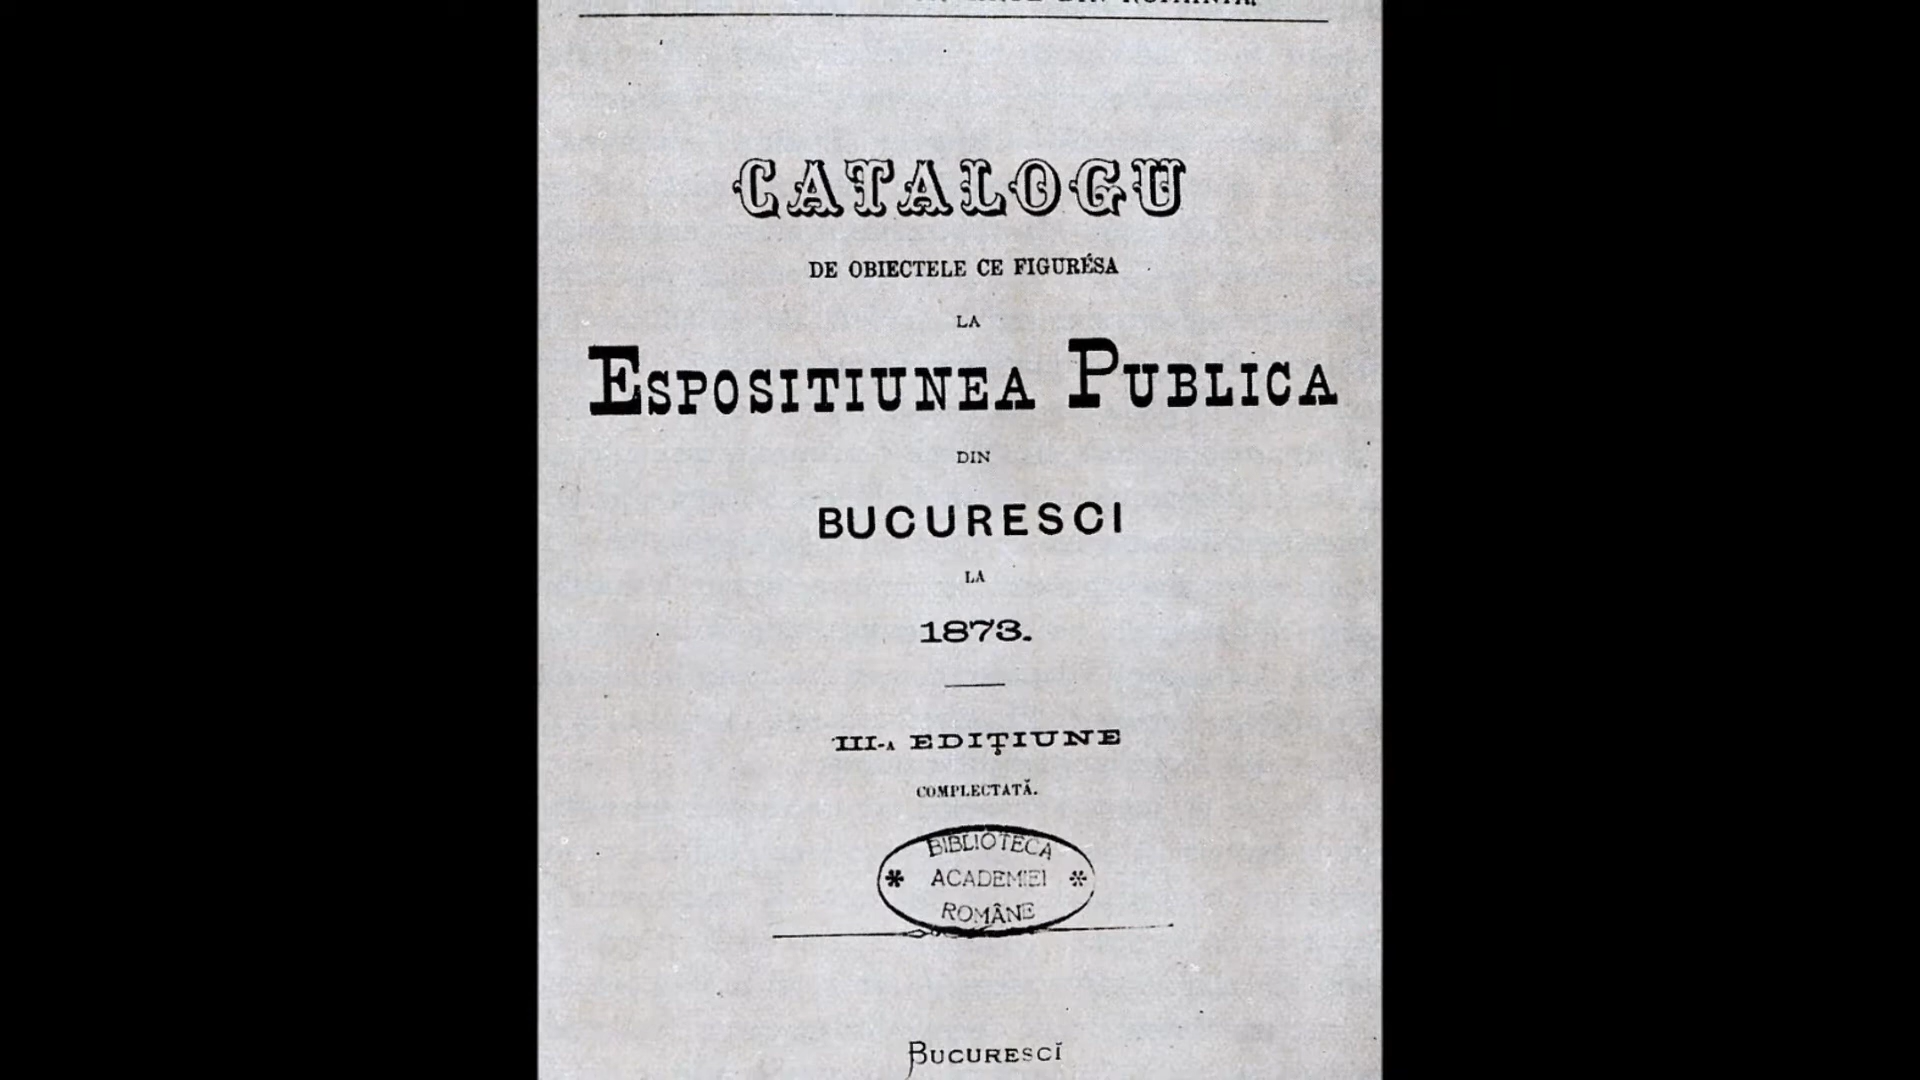 CATALOGU
DE OBIECTELE CE FIGURÉSA
LA
ESPOSITIUNEA PUBLICA
DIN
BUCURESCI
LA
1873.
III-A EDIŢIUNE
COMPLECTATĂ.
BIBLIOTECA
ACADEMIEI
ROMÂNE
BUCURESCĭ